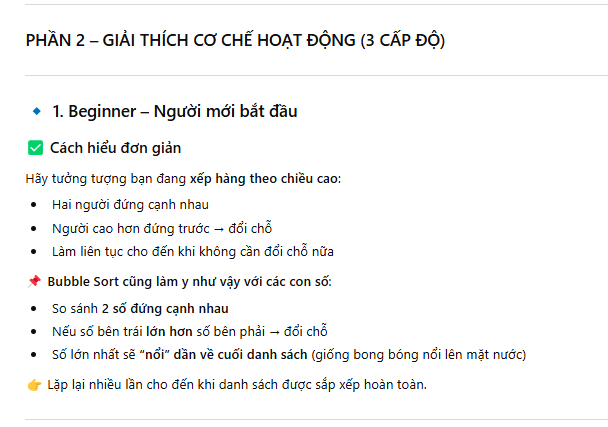 PHẦN 2 – GIẢI THÍCH CƠ CHẾ HOẠT ĐỘNG (3 CẤP ĐỘ)
🔹 1. Beginner – Người mới bắt đầu
✅ Cách hiểu đơn giản
Hãy tưởng tượng bạn đang xếp hàng theo chiều cao:
• Hai người đứng cạnh nhau
• Người cao hơn đứng trước → đổi chỗ
• Làm liên tục cho đến khi không cần đổi chỗ nữa
📌 Bubble Sort cũng làm y như vậy với các con số:
• So sánh 2 số đứng cạnh nhau
• Nếu số bên trái lớn hơn số bên phải → đổi chỗ
• Số lớn nhất sẽ “nổi” dần về cuối danh sách (giống bong bóng nổi lên mặt nước)
👉 Lặp lại nhiều lần cho đến khi danh sách được sắp xếp hoàn toàn.